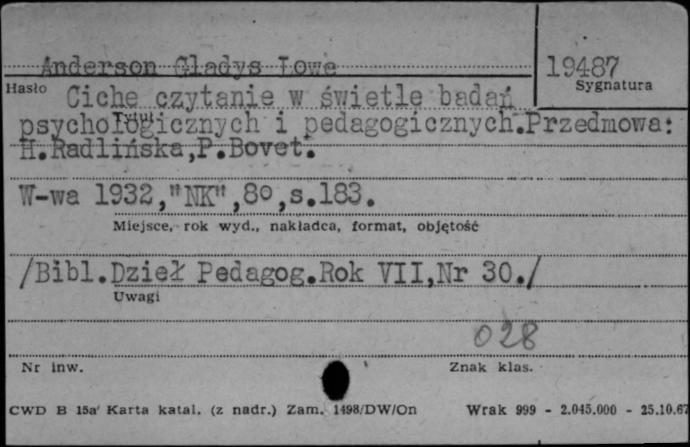 Anderson Gladys Lowe
19487
Hasło
Sygnatura
Ciche czytanie w świetle badań
Tytuł
psychologicznych i pedagogicznych.Przedmowa:
H.Radlińska,P.Bovet.
W-wa 1932,"NK",8o,s.183.
Miejsce, rok wyd., nakładca, format, objętość
/Bibl.Dzieł Pedagog.Rok VII,Nr 30./
Uwagi
028
Nr inw.
Znak klas.
CWD B 15a Karta katal. (z nadr.) Zam. 1498/DW/On
Wrak 999 - 2.045.000 - 25.10.67